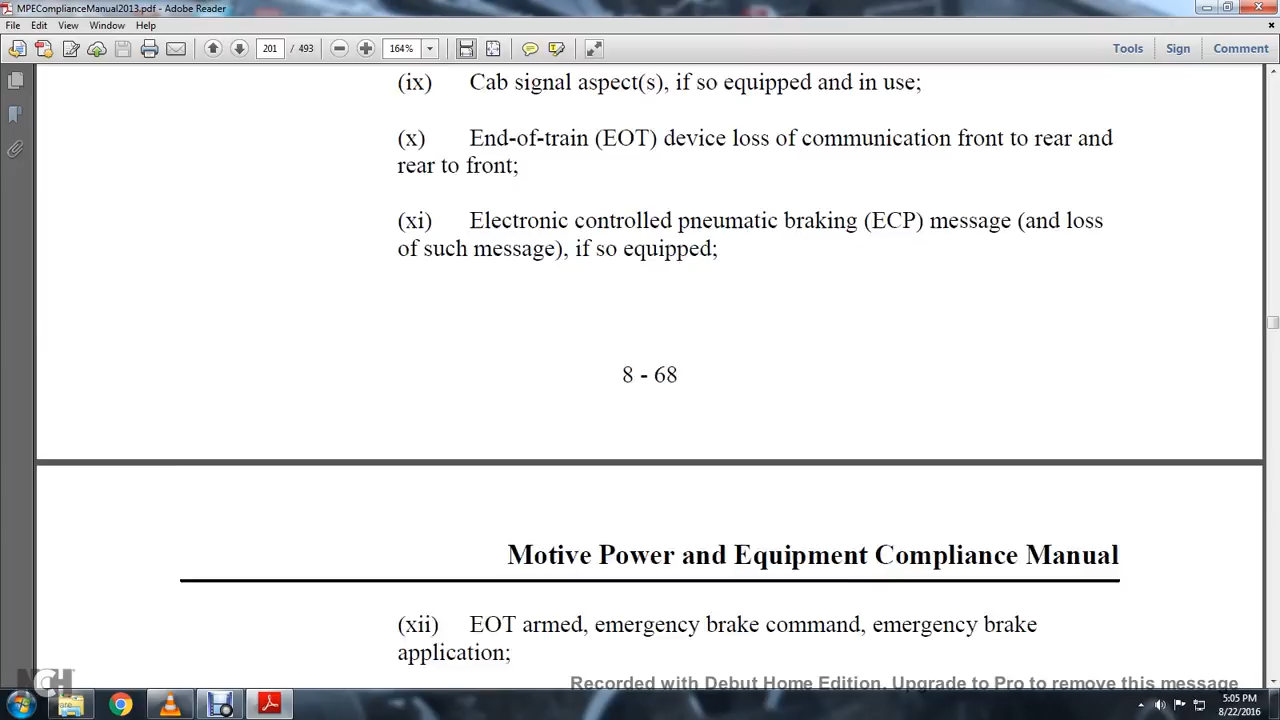 MPEComplianceManual2013.pdf - Adobe Reader
File Edit View Window Help
201 / 493 164% Tools Sign Comment
(ix) Cab signal aspect(s), if so equipped and in use;
(x) End-of-train (EOT) device loss of communication front to rear and
rear to front;
(xi) Electronic controlled pneumatic braking (ECP) message (and loss
of such message), if so equipped;
8 - 68
Motive Power and Equipment Compliance Manual
(xii) EOT armed, emergency brake command, emergency brake
application;
NCH
Recorded with Debut Home Edition. Upgrade to Pro to remove this message
5:05 PM
8/22/2016